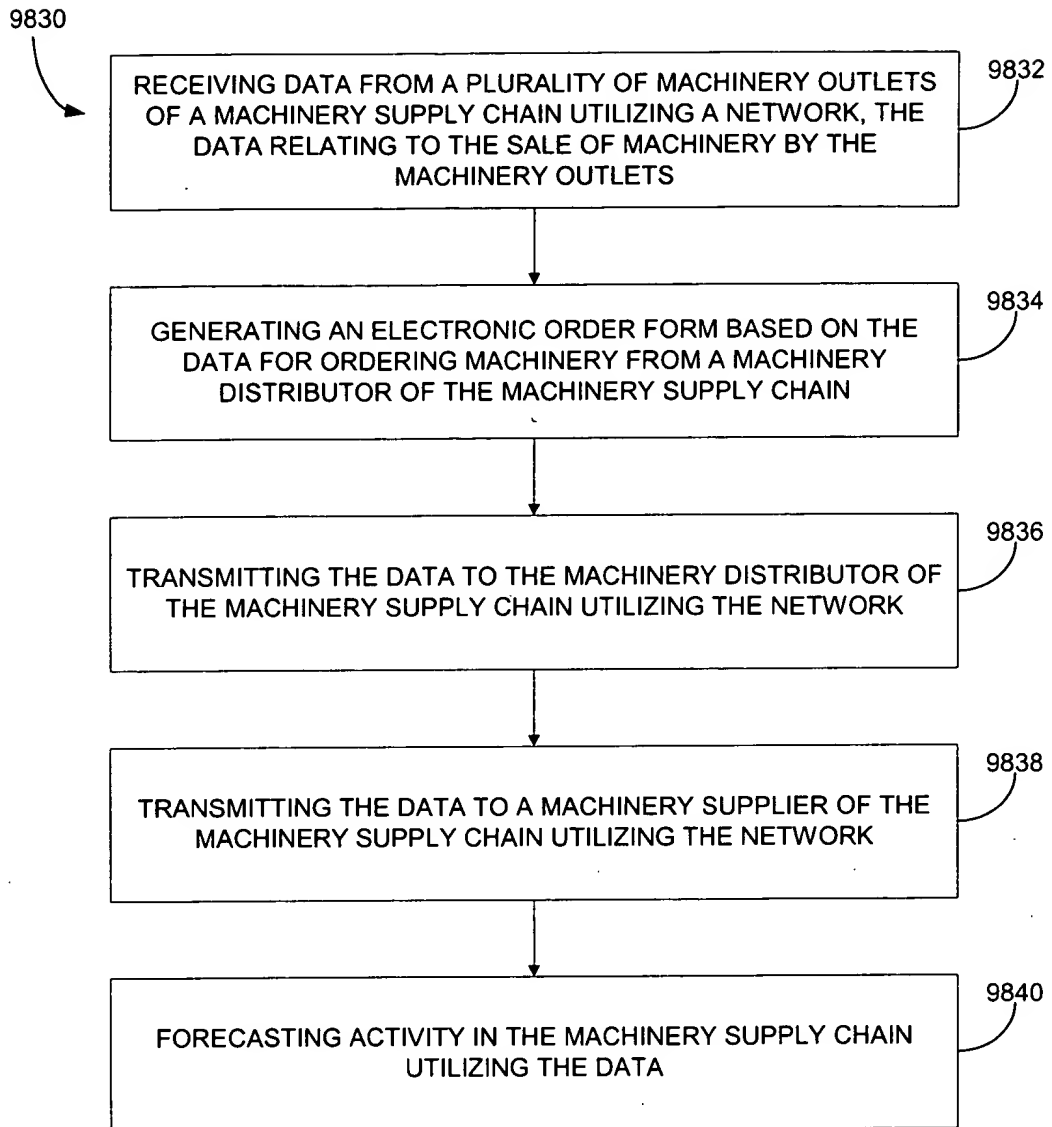 9830
RECEIVING DATA FROM A PLURALITY OF MACHINERY OUTLETS
OF A MACHINERY SUPPLY CHAIN UTILIZING A NETWORK, THE
DATA RELATING TO THE SALE OF MACHINERY BY THE
MACHINERY OUTLETS
9832
GENERATING AN ELECTRONIC ORDER FORM BASED ON THE
DATA FOR ORDERING MACHINERY FROM A MACHINERY
DISTRIBUTOR OF THE MACHINERY SUPPLY CHAIN
9834
TRANSMITTING THE DATA TO THE MACHINERY DISTRIBUTOR OF
THE MACHINERY SUPPLY CHAIN UTILIZING THE NETWORK
9836
TRANSMITTING THE DATA TO A MACHINERY SUPPLIER OF THE
MACHINERY SUPPLY CHAIN UTILIZING THE NETWORK
9838
FORECASTING ACTIVITY IN THE MACHINERY SUPPLY CHAIN
UTILIZING THE DATA
9840